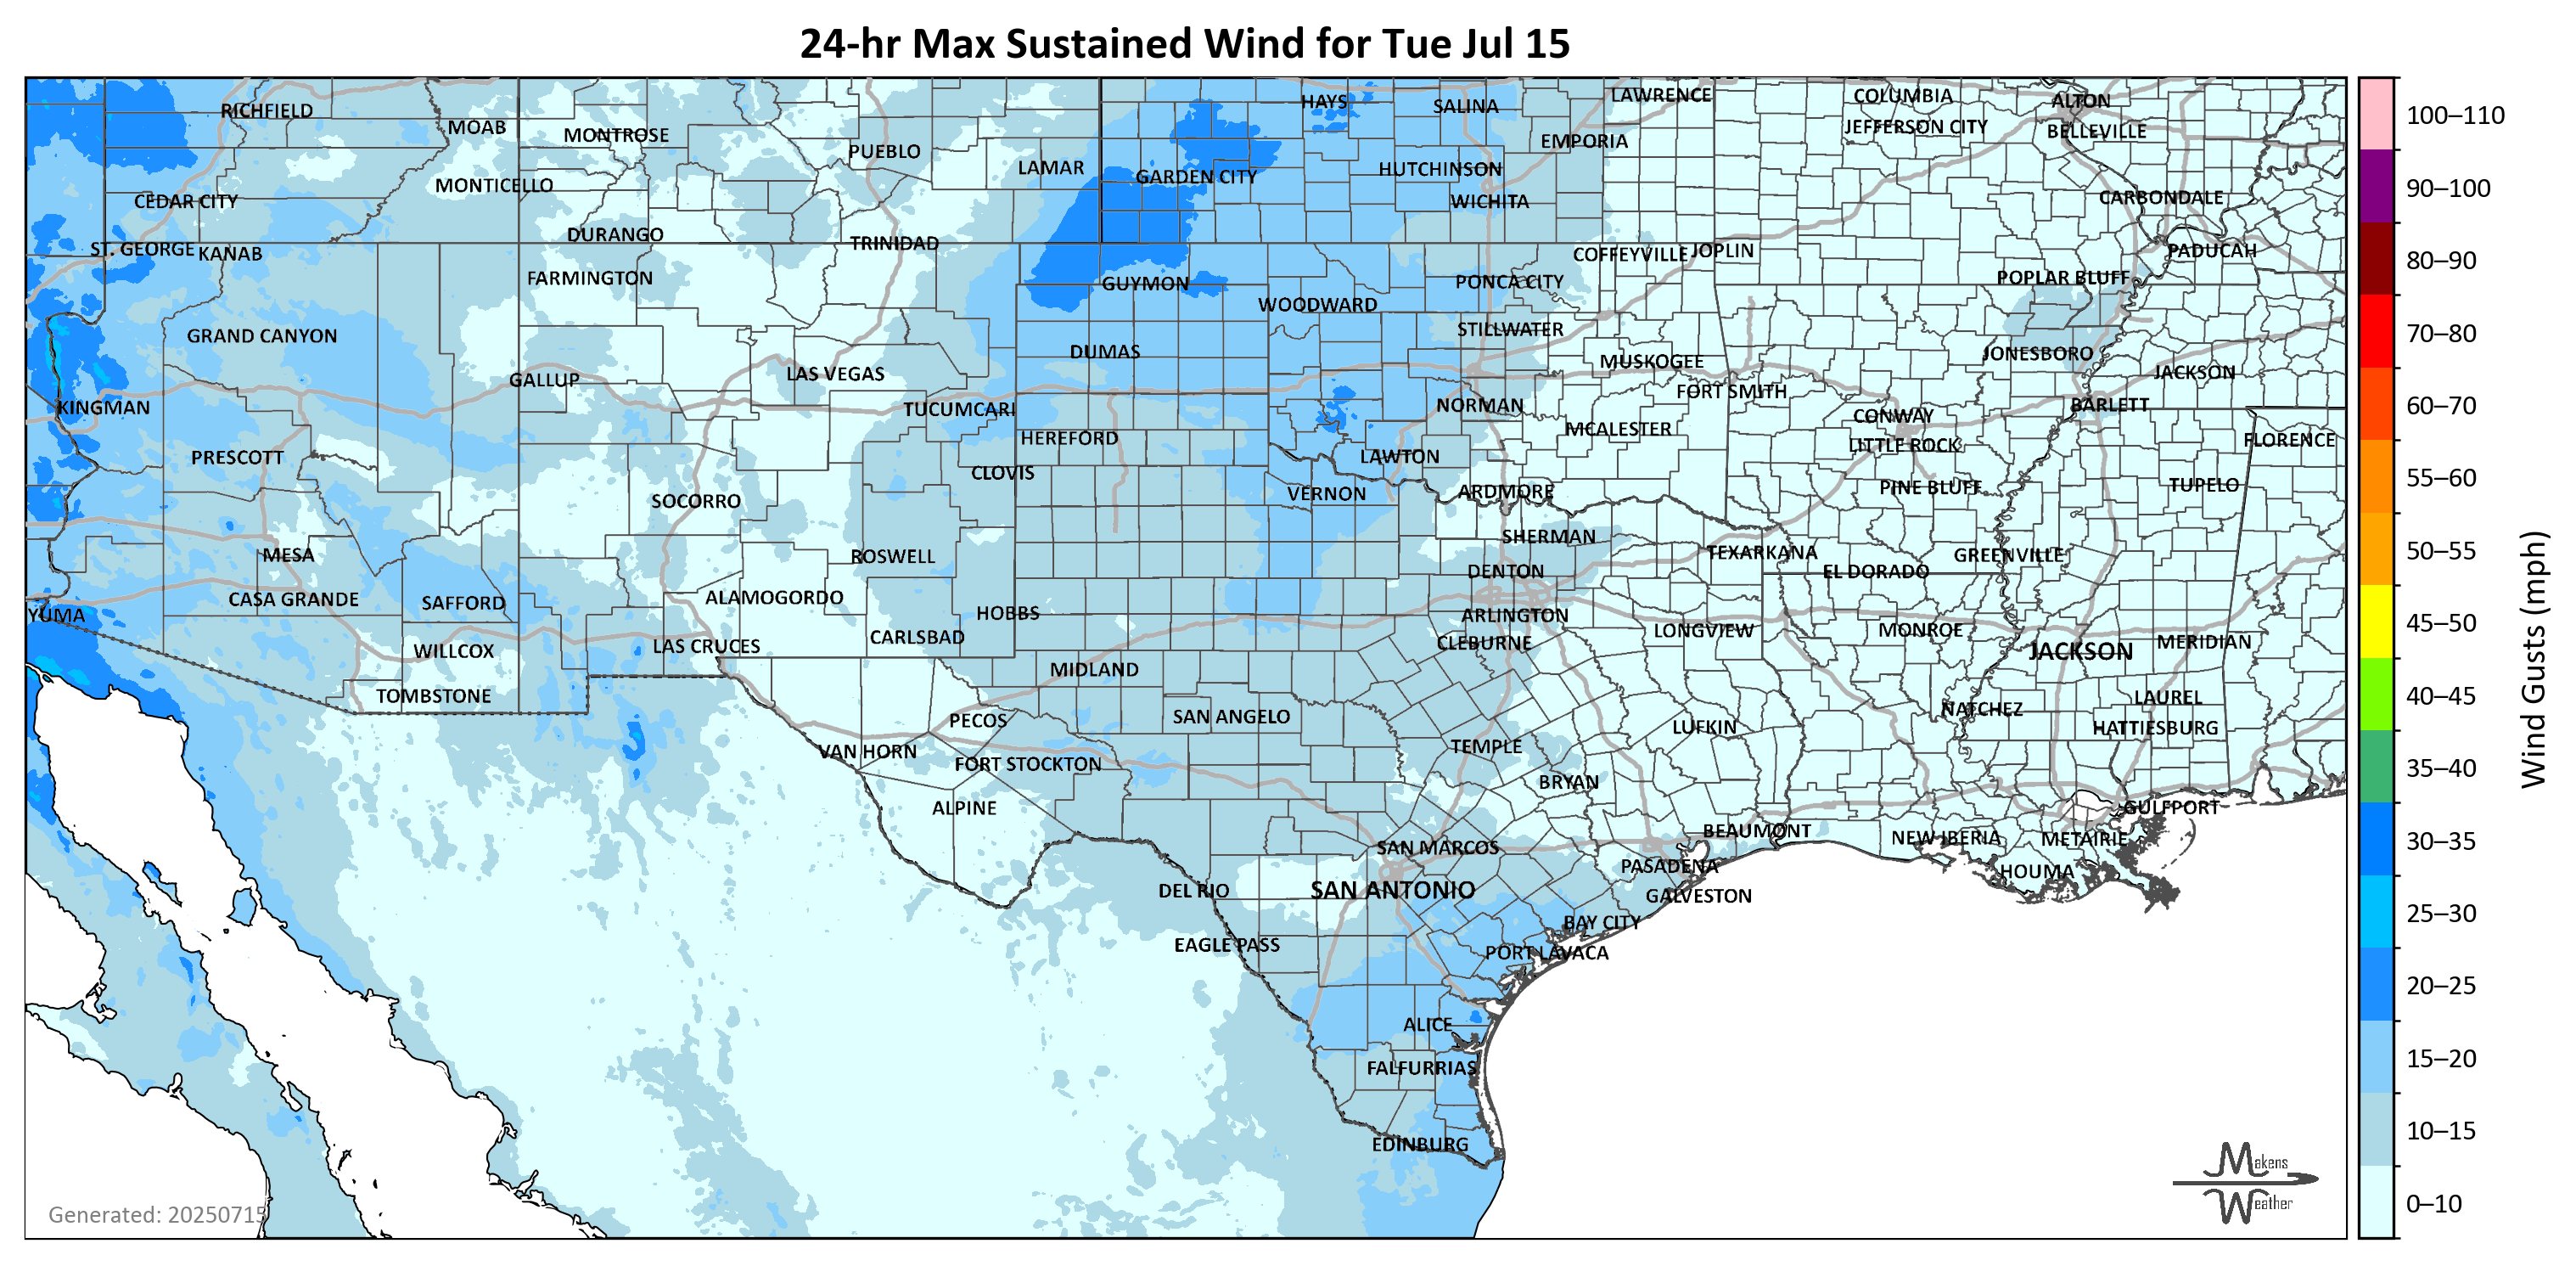 24-hr Max Sustained Wind for Tue Jul 15
RICHFIELD
MOAB
MONTROSE
PUEBLO
LAMAR
HAYS
SALINA
LAWRENCE
COLUMBIA
ALTON
EMPORIA
JEFFERSON CITY
BELLEVILLE
MONTICELLO
GARDEN CITY
HUTCHINSON
CEDAR CITY
WICHITA
CARBONDALE
DURANGO
TRINIDAD
ST. GEORGE
KANAB
COFFEYVILLE
JOPLIN
PADUCAH
FARMINGTON
GUYMON
PONCA CITY
POPLAR BLUFF
WOODWARD
GRAND CANYON
STILLWATER
DUMAS
JONESBORO
GALLUP
LAS VEGAS
MUSKOGEE
JACKSON
FORT SMITH
KINGMAN
TUCUMCARI
NORMAN
CONWAY
BARLETT
HEREFORD
MCALESTER
LITTLE ROCK
FLORENCE
PRESCOTT
CLOVIS
LAWTON
SOCORRO
VERNON
ARDMORE
PINE BLUFF
TUPELO
MESA
ROSWELL
SHERMAN
TEXARKANA
GREENVILLE
DENTON
EL DORADO
CASA GRANDE
SAFFORD
ALAMOGORDO
YUMA
HOBBS
ARLINGTON
WILLCOX
LAS CRUCES
CARLSBAD
CLEBURNE
LONGVIEW
MONROE
JACKSON
MERIDIAN
TOMBSTONE
MIDLAND
LAUREL
PECOS
SAN ANGELO
NATCHEZ
VAN HORN
FORT STOCKTON
TEMPLE
LUFKIN
HATTIESBURG
ALPINE
BRYAN
GULFPORT
SAN MARCOS
BEAUMONT
NEW IBERIA
METAIRIE
DEL RIO
SAN ANTONIO
PASADENA
HOUMA
GALVESTON
EAGLE PASS
BAY CITY
PORT LAVACA
ALICE
FALFURRIAS
EDINBURG
Generated: 20250715
Makens
Weather
100–110
90–100
80–90
70–80
60–70
55–60
50–55
45–50
40–45
35–40
30–35
25–30
20–25
15–20
10–15
0–10
Wind Gusts (mph)